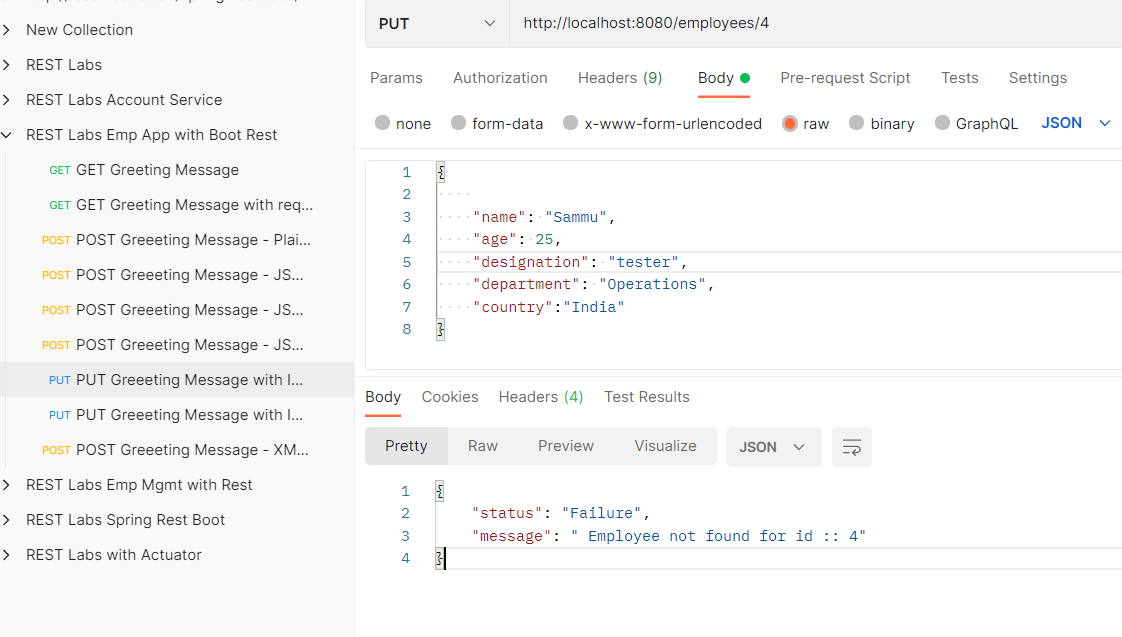 New Collection
REST Labs
REST Labs Account Service
REST Labs Emp App with Boot Rest
GET GET Greeting Message
GET GET Greeting Message with req...
POST POST Greeeting Message - Plai...
POST POST Greeeting Message - JS...
POST POST Greeeting Message - JS...
POST POST Greeeting Message - JS...
PUT PUT Greeeting Message with I...
PUT PUT Greeeting Message with I...
POST POST Greeeting Message - XM...
REST Labs Emp Mgmt with Rest
REST Labs Spring Rest Boot
REST Labs with Actuator
PUT http://localhost:8080/employees/4
Params Authorization Headers (9) Body Pre-request Script Tests Settings
none form-data x-www-form-urlencoded raw binary GraphQL JSON
1 {
2
3 "name": "Sammu",
4 "age": 25,
5 "designation": "tester",
6 "department": "Operations",
7 "country":"India"
8 }
Body Cookies Headers (4) Test Results
Pretty Raw Preview Visualize JSON
1 {
2 "status": "Failure",
3 "message": " Employee not found for id :: 4"
4 }